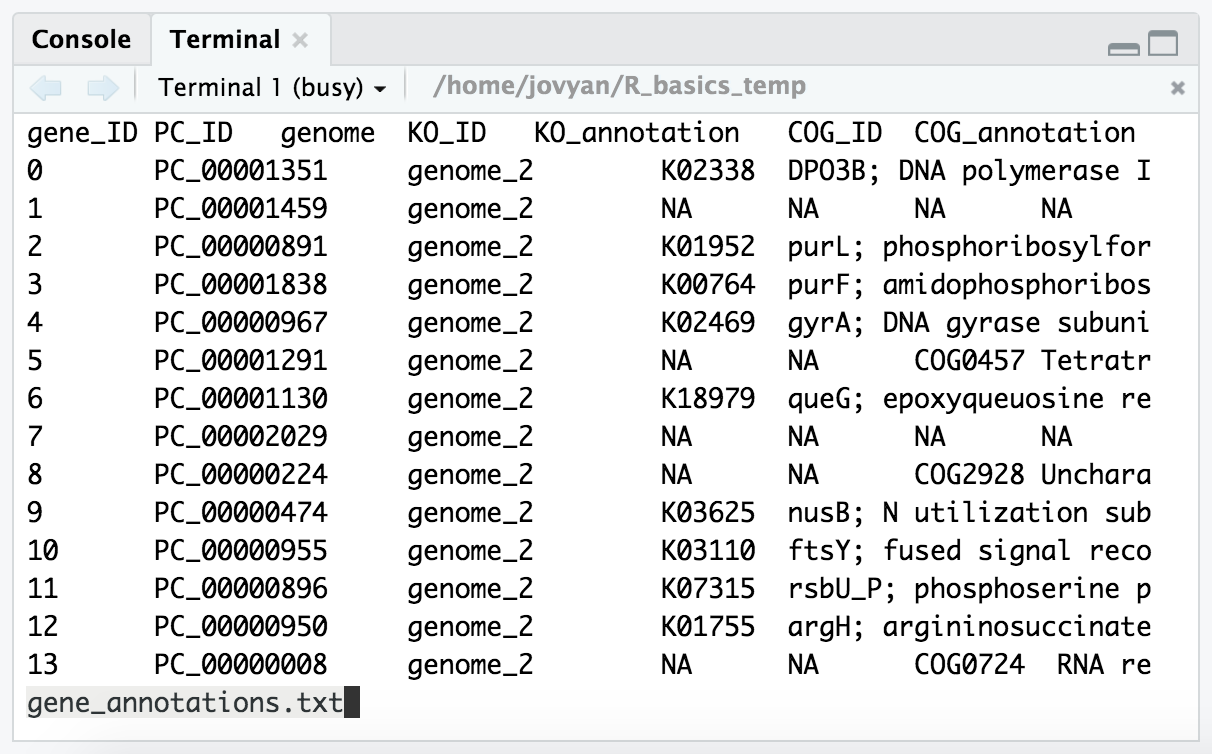 Console Terminal
Terminal 1 (busy) /home/jovyan/R_basics_temp
gene_ID PC_ID genome KO_ID KO_annotation COG_ID COG_annotation
0 PC_00001351 genome_2 K02338 DPO3B; DNA polymerase I
1 PC_00001459 genome_2 NA NA NA NA
2 PC_00000891 genome_2 K01952 purL; phosphoribosylfor
3 PC_00001838 genome_2 K00764 purF; amidophosphoribos
4 PC_00000967 genome_2 K02469 gyrA; DNA gyrase subuni
5 PC_00001291 genome_2 NA NA COG0457 Tetratr
6 PC_00001130 genome_2 K18979 queG; epoxyqueuosine re
7 PC_00002029 genome_2 NA NA NA NA
8 PC_00000224 genome_2 NA NA COG2928 Unchara
9 PC_00000474 genome_2 K03625 nusB; N utilization sub
10 PC_00000955 genome_2 K03110 ftsY; fused signal reco
11 PC_00000896 genome_2 K07315 rsbU_P; phosphoserine p
12 PC_00000950 genome_2 K01755 argH; argininosuccinate
13 PC_00000008 genome_2 NA NA COG0724 RNA re
gene_annotations.txt